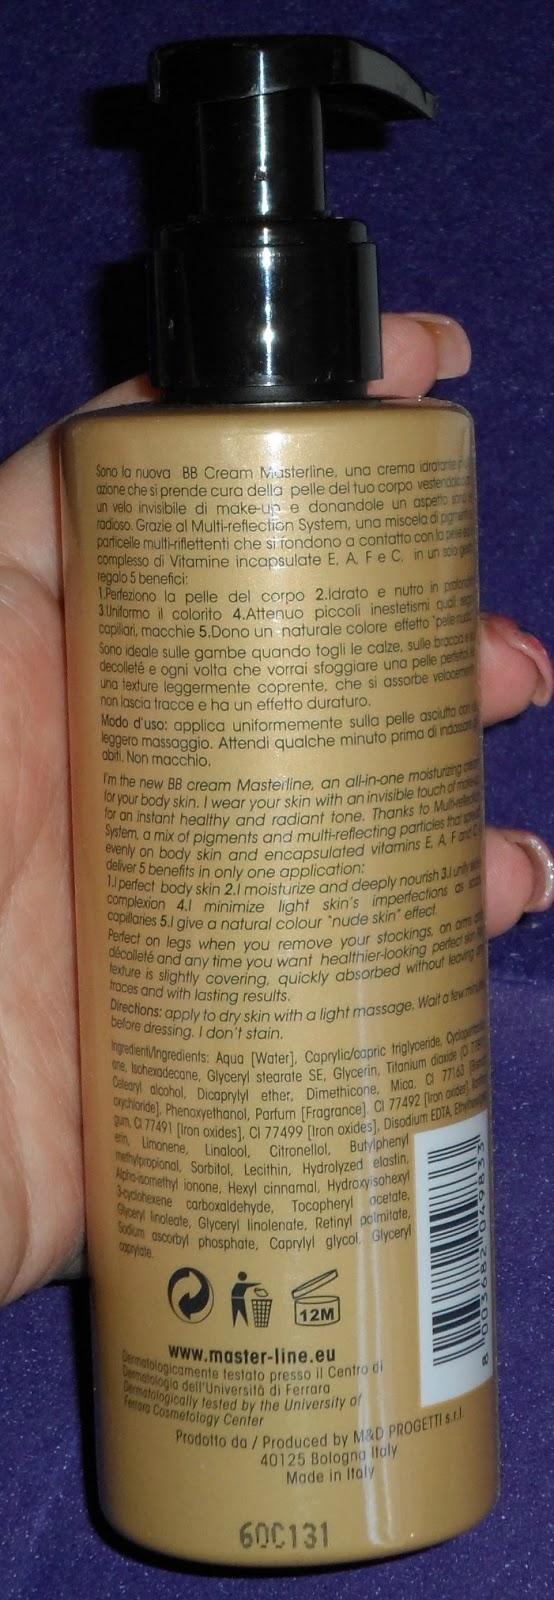 Sono la nuova BB Cream Masterline, una crema idratante
azione che si prende cura della pelle del tuo corpo vestendolo
un velo invisibile di make-up e donandole un aspetto sano e
radioso. Grazie al Multi-reflection System, una miscela di pigmenti
particelle multi-riflettenti che si fondono a contatto con la pelle
complesso di Vitamine incapsulate E, A, F e C, in un solo gesto
regalo 5 benefici:
1.Perfeziono la pelle del corpo 2.Idrato e nutro in profondità
3.Uniformo il colorito 4.Attenuo piccoli inestetismi quali segni,
capillari, macchie 5.Dono un naturale colore effetto "pelle nuda".
Sono ideale sulle gambe quando togli le calze, sulle braccia e
decolleté e ogni volta che vorrai sfoggiare una pelle perfetta.
una texture leggermente coprente, che si assorbe velocemente,
non lascia tracce e ha un effetto duraturo.
Modo d'uso: applica uniformemente sulla pelle asciutta con un
leggero massaggio. Attendi qualche minuto prima di indossare gli
abiti. Non macchio.
I'm the new BB cream Masterline, an all-in-one moisturizing cream
for your body skin. I wear your skin with an invisible touch of make-up
for an instant healthy and radiant tone. Thanks to Multi-reflection
System, a mix of pigments and multi-reflecting particles that spread
evenly on body skin and encapsulated vitamins E, A, F and C, I
deliver 5 benefits in only one application:
1.I perfect body skin 2.I moisturize and deeply nourish 3.I unify
complexion 4.I minimize light skin's imperfections as
capillaries 5.I give a natural colour "nude skin" effect.
Perfect on legs when you remove your stockings, on arms and
décolleté and any time you want healthier-looking perfect skin.
texture is slightly covering, quickly absorbed without leaving any
traces and with lasting results.
Directions: apply to dry skin with a light massage. Wait a few minutes
before dressing. I don't stain.
Ingredienti/Ingredients: Aqua [Water], Caprylic/capric triglyceride,
one, Isohexadecane, Glyceryl stearate SE, Glycerin, Titanium dioxide
Cetearyl alcohol, Dicaprylyl ether, Dimethicone, Mica, CI 77163 [Bismuth
oxychloride], Phenoxyethanol, Parfum [Fragrance], CI 77492 [Iron oxides],
gum, CI 77491 [Iron oxides], CI 77499 [Iron oxides], Disodium EDTA,
erin, Limonene, Linalool, Citronellol, Butylphenyl
methylpropional, Sorbitol, Lecithin, Hydrolyzed elastin,
Alpha-isomethyl ionone, Hexyl cinnamal, Hydroxyisohexyl
3-cyclohexene carboxaldehyde, Tocopheryl acetate,
Glyceryl linoleate, Glyceryl linolenate, Retinyl palmitate,
Sodium ascorbyl phosphate, Caprylyl glycol, Glyceryl
caprylate.
8 003682 049833
12M
www.master-line.eu
Dermatologicamente testato presso il Centro di
Dermatologia dell'Università di Ferrara
Dermatologically tested by the University of
Ferrara Cosmetology Center
Prodotto da / Produced by M&D PROGETTI s.r.l.
40125 Bologna Italy
Made in Italy
60C131